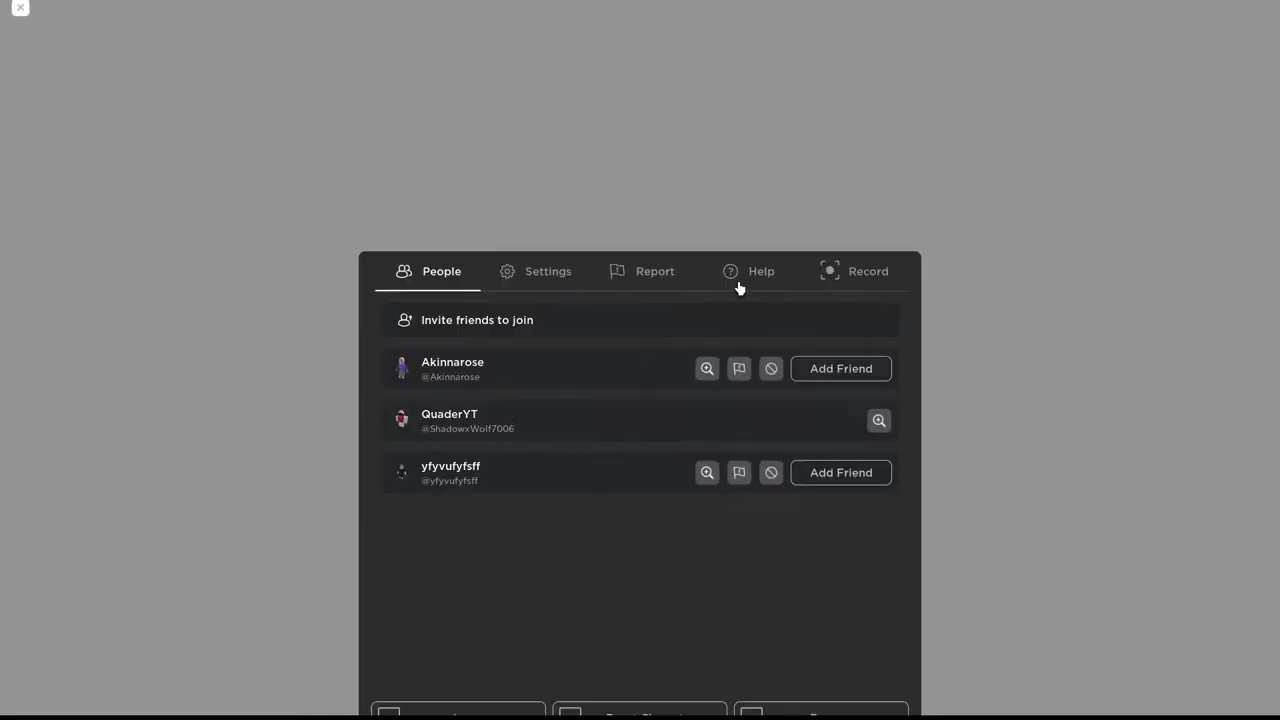 People Settings Report Help Record
Invite friends to join
Akinnarose
@Akinnarose
Add Friend
QuaderYT
@ShadowxWolf7006
yfyvufyfsff
@yfyvufyfsff
Add Friend